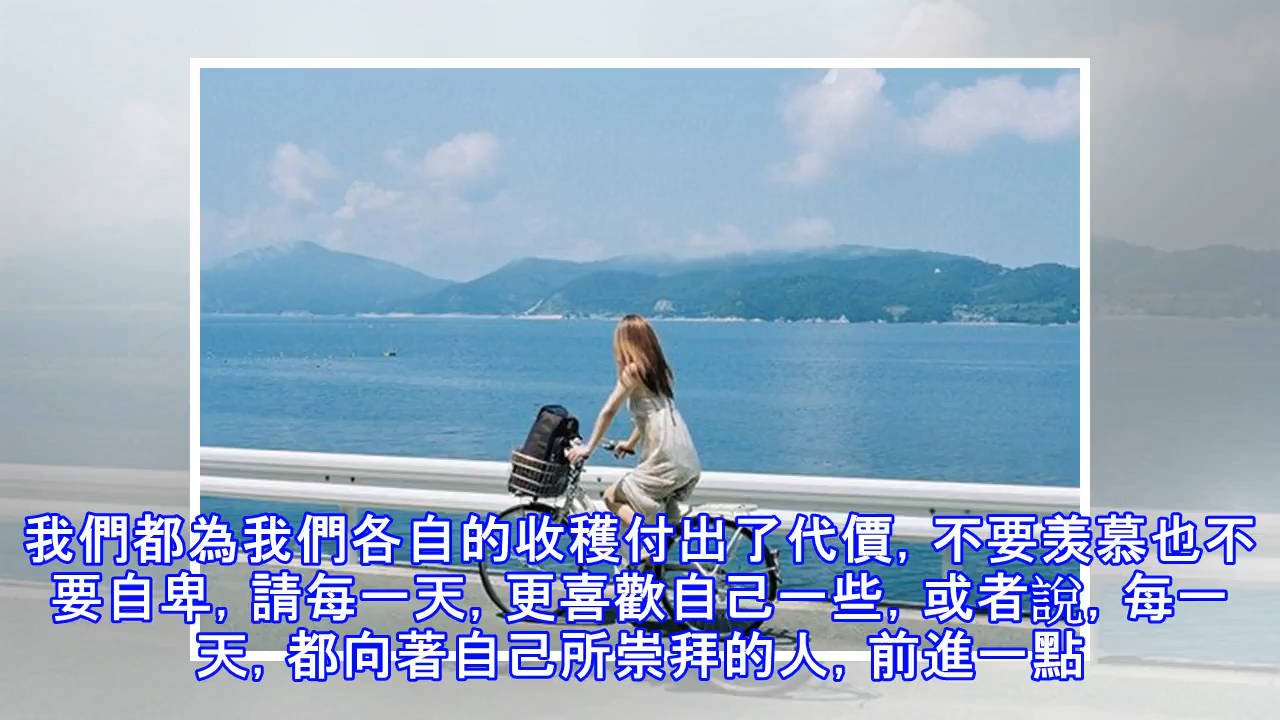 我們都為我們各自的收穫付出了代價, 不要羨慕也不
要自卑, 請每一天, 更喜歡自己一些, 或者說, 每一
天, 都向著自己所崇拜的人, 前進一點